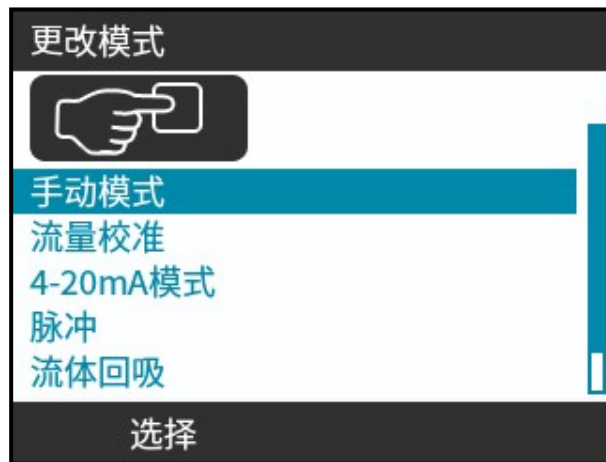 更改模式
手动模式
流量校准
4-20mA模式
脉冲
流体回吸
选择